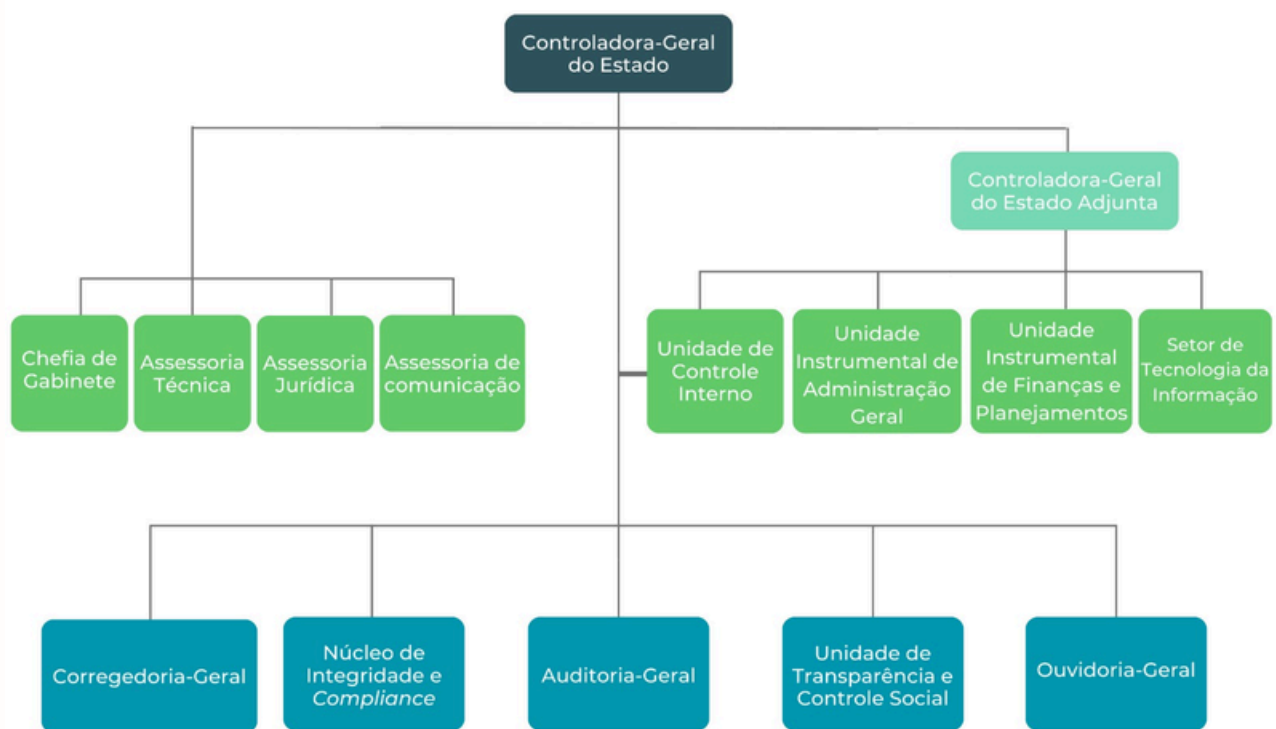 Controladora-Geral
do Estado
Controladora-Geral
do Estado Adjunta
Chefia de
Gabinete
Assessoria
Técnica
Assessoria
Jurídica
Assessoria de
comunicação
Unidade de
Controle
Interno
Unidade
Instrumental de
Administração
Geral
Unidade
Instrumental
de Finanças e
Planejamentos
Setor de
Tecnologia da
Informação
Corregedoria-Geral
Núcleo de
Integridade e
Compliance
Auditoria-Geral
Unidade de
Transparência e
Controle Social
Ouvidoria-Geral